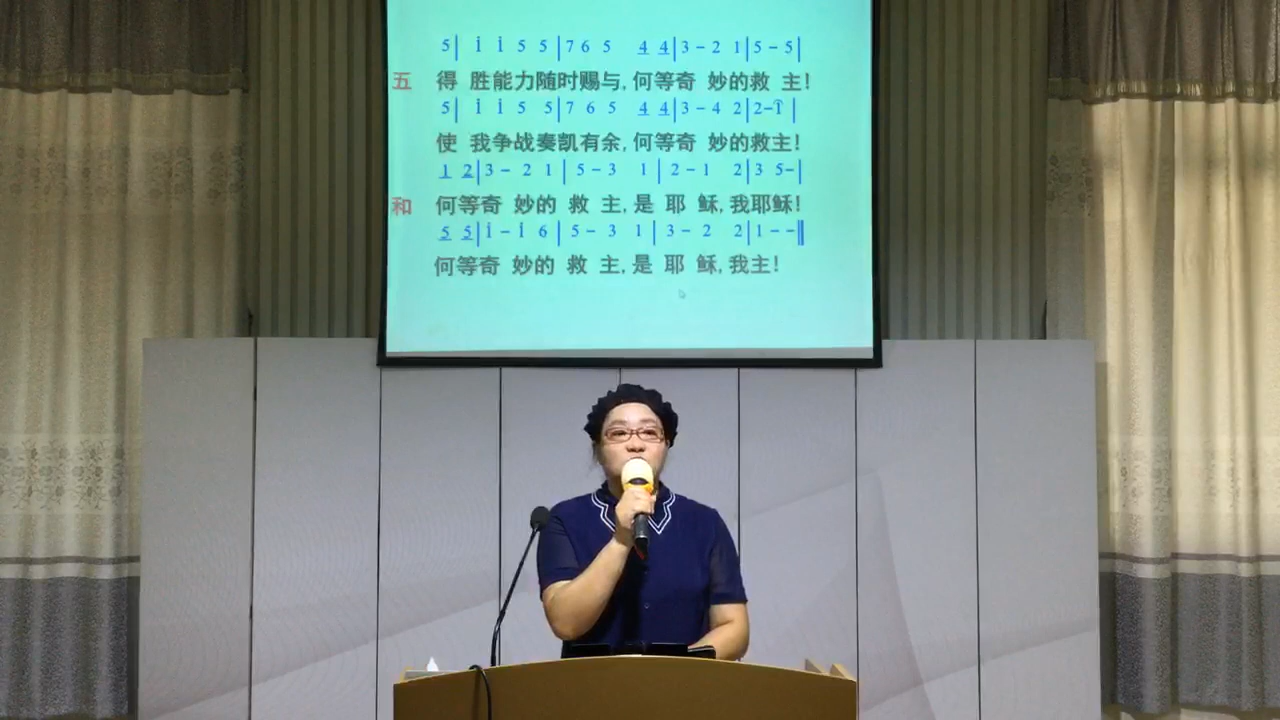 5| i i 5 5|7 6 5 4 4|3 - 2 1|5 - 5|
五 得 胜能力随时赐与,何等奇 妙的救 主!
5| i i 5 5|7 6 5 4 4|3 - 4 2|2-i |
使 我争战奏凯有余,何等奇 妙的救主!
1 2|3 - 2 1|5 - 3 1|2 - 1 2|3 5-|
和 何等奇 妙的 救 主,是 耶 稣,我耶稣!
5 5|i - i 6|5 - 3 1|3 - 2 2|1 - -‖
何等奇 妙的 救 主,是 耶 稣,我主!